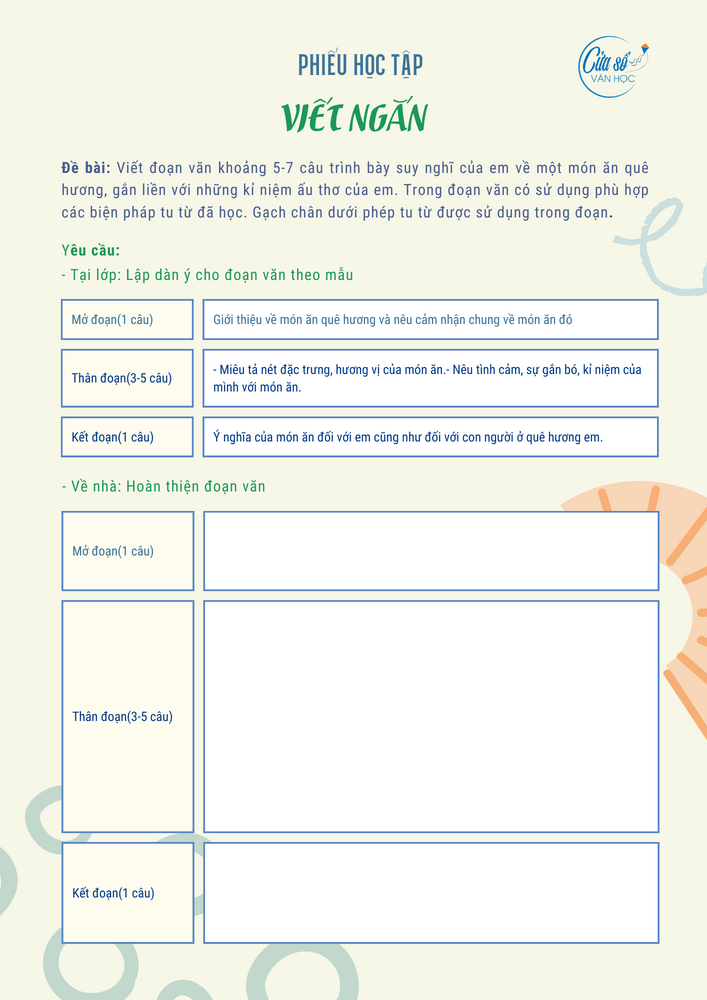 PHIẾU HỌC TẬP
Cửa sổ
VĂN HỌC
VIẾT NGẮN
Đề bài: Viết đoạn văn khoảng 5-7 câu trình bày suy nghĩ của em về một món ăn quê
hương, gắn liền với những kỉ niệm ấu thơ của em. Trong đoạn văn có sử dụng phù hợp
các biện pháp tu từ đã học. Gạch chân dưới phép tu từ được sử dụng trong đoạn.
Yêu cầu:
- Tại lớp: Lập dàn ý cho đoạn văn theo mẫu
Mở đoạn(1 câu)
Giới thiệu về món ăn quê hương và nêu cảm nhận chung về món ăn đó
Thân đoạn(3-5 câu)
- Miêu tả nét đặc trưng, hương vị của món ăn.- Nêu tình cảm, sự gắn bó, kỉ niệm của
mình với món ăn.
Kết đoạn(1 câu)
Ý nghĩa của món ăn đối với em cũng như đối với con người ở quê hương em.
- Về nhà: Hoàn thiện đoạn văn
Mở đoạn(1 câu)
Thân đoạn(3-5 câu)
Kết đoạn(1 câu)